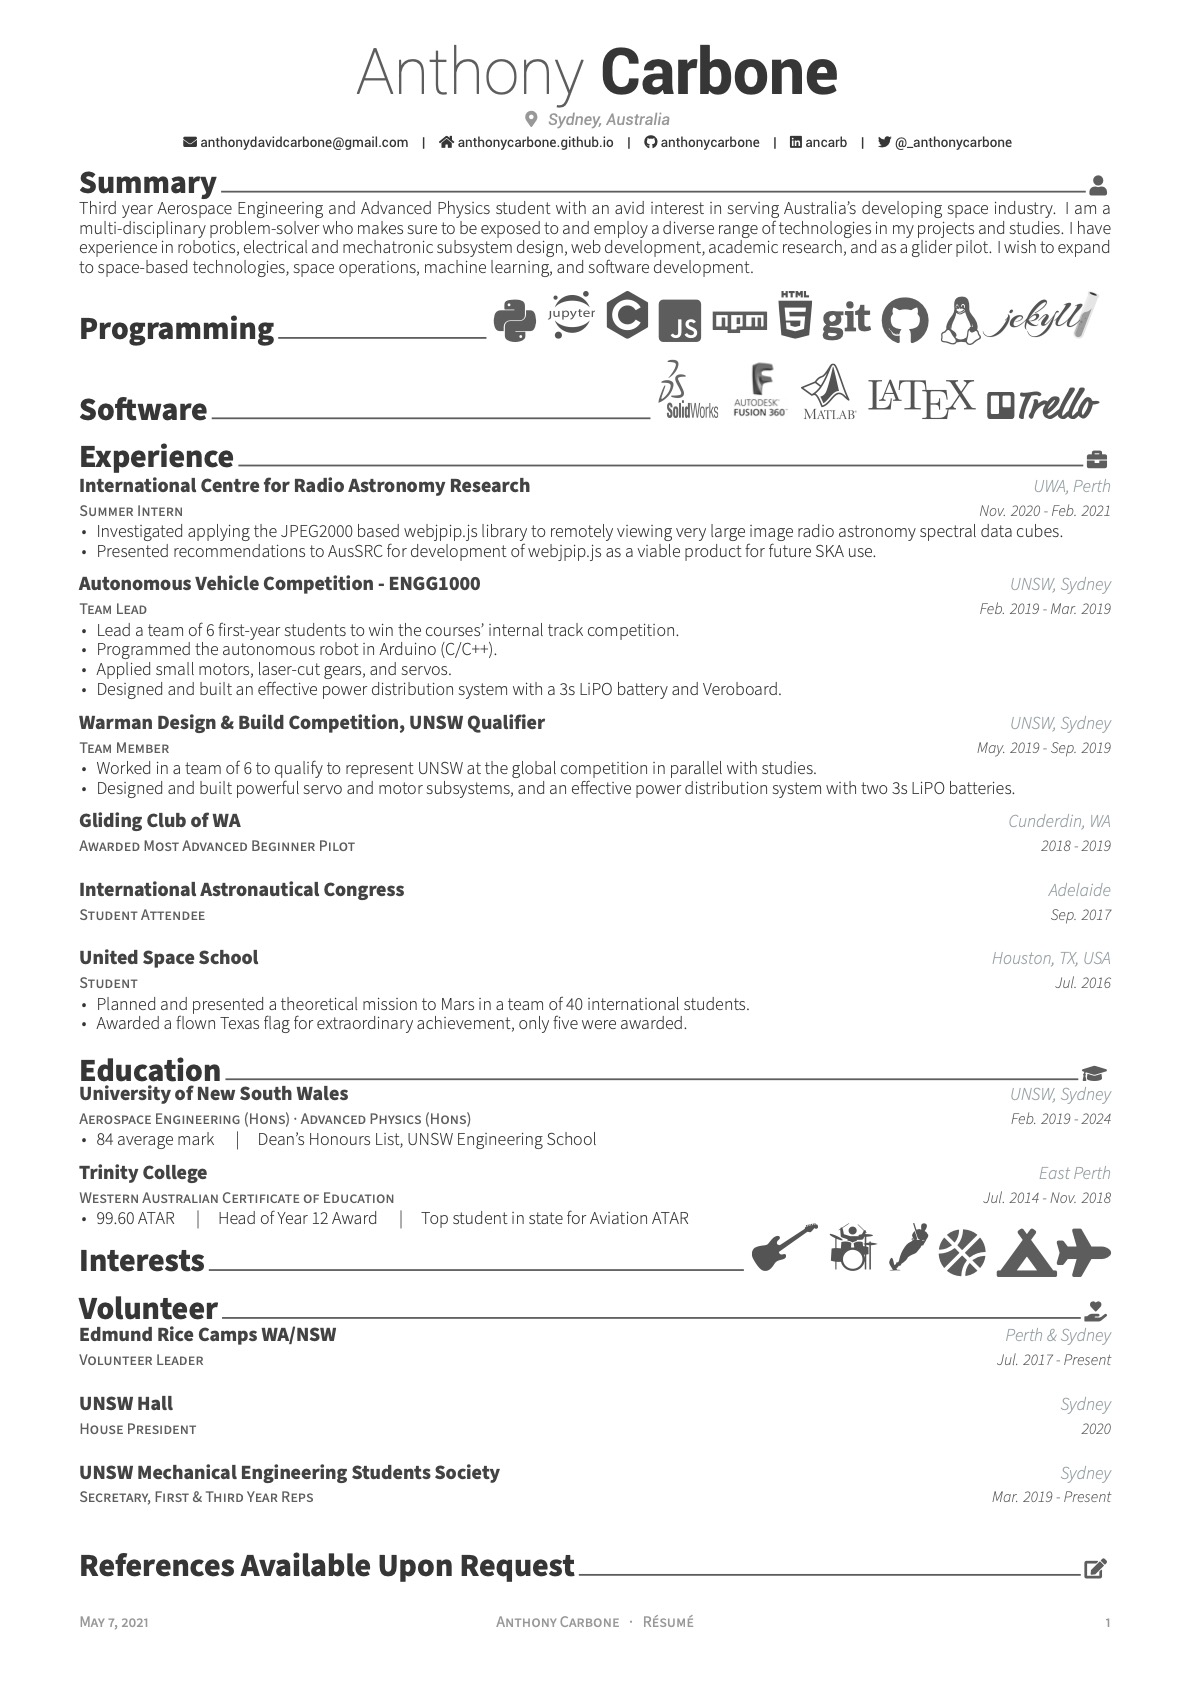 Anthony Carbone
Sydney, Australia
anthonydavidcarbone@gmail.com | anthonycarbone.github.io | anthonycarbone | ancarb | @_anthonycarbone
Summary
Third year Aerospace Engineering and Advanced Physics student with an avid interest in serving Australia's developing space industry. I am a
multi-disciplinary problem-solver who makes sure to be exposed to and employ a diverse range of technologies in my projects and studies. I have
experience in robotics, electrical and mechatronic subsystem design, web development, academic research, and as a glider pilot. I wish to expand
to space-based technologies, space operations, machine learning, and software development.
Programming jupyter C JS npm HTML 5 git jekyll
Software SolidWorks AUTODESK FUSION 360 MATLAB LATEX Trello
Experience
International Centre for Radio Astronomy Research UWA, Perth
Summer Intern Nov. 2020 - Feb. 2021
• Investigated applying the JPEG2000 based webjpip.js library to remotely viewing very large image radio astronomy spectral data cubes.
• Presented recommendations to AusSRC for development of webjpip.js as a viable product for future SKA use.
Autonomous Vehicle Competition - ENGG1000 UNSW, Sydney
Team Lead Feb. 2019 - Mar. 2019
• Lead a team of 6 first-year students to win the courses' internal track competition.
• Programmed the autonomous robot in Arduino (C/C++).
• Applied small motors, laser-cut gears, and servos.
• Designed and built an effective power distribution system with a 3s LiPO battery and Veroboard.
Warman Design & Build Competition, UNSW Qualifier UNSW, Sydney
Team Member May. 2019 - Sep. 2019
• Worked in a team of 6 to qualify to represent UNSW at the global competition in parallel with studies.
• Designed and built powerful servo and motor subsystems, and an effective power distribution system with two 3s LiPO batteries.
Gliding Club of WA Cunderdin, WA
Awarded Most Advanced Beginner Pilot 2018 - 2019
International Astronautical Congress Adelaide
Student Attendee Sep. 2017
United Space School Houston, TX, USA
Student Jul. 2016
• Planned and presented a theoretical mission to Mars in a team of 40 international students.
• Awarded a flown Texas flag for extraordinary achievement, only five were awarded.
Education
University of New South Wales UNSW, Sydney
Aerospace Engineering (Hons) · Advanced Physics (Hons) Feb. 2019 - 2024
• 84 average mark | Dean's Honours List, UNSW Engineering School
Trinity College East Perth
Western Australian Certificate of Education Jul. 2014 - Nov. 2018
• 99.60 ATAR | Head of Year 12 Award | Top student in state for Aviation ATAR
Interests
Volunteer
Edmund Rice Camps WA/NSW Perth & Sydney
Volunteer Leader Jul. 2017 - Present
UNSW Hall Sydney
House President 2020
UNSW Mechanical Engineering Students Society Sydney
Secretary, First & Third Year Reps Mar. 2019 - Present
References Available Upon Request
May 7, 2021 Anthony Carbone · Résumé 1